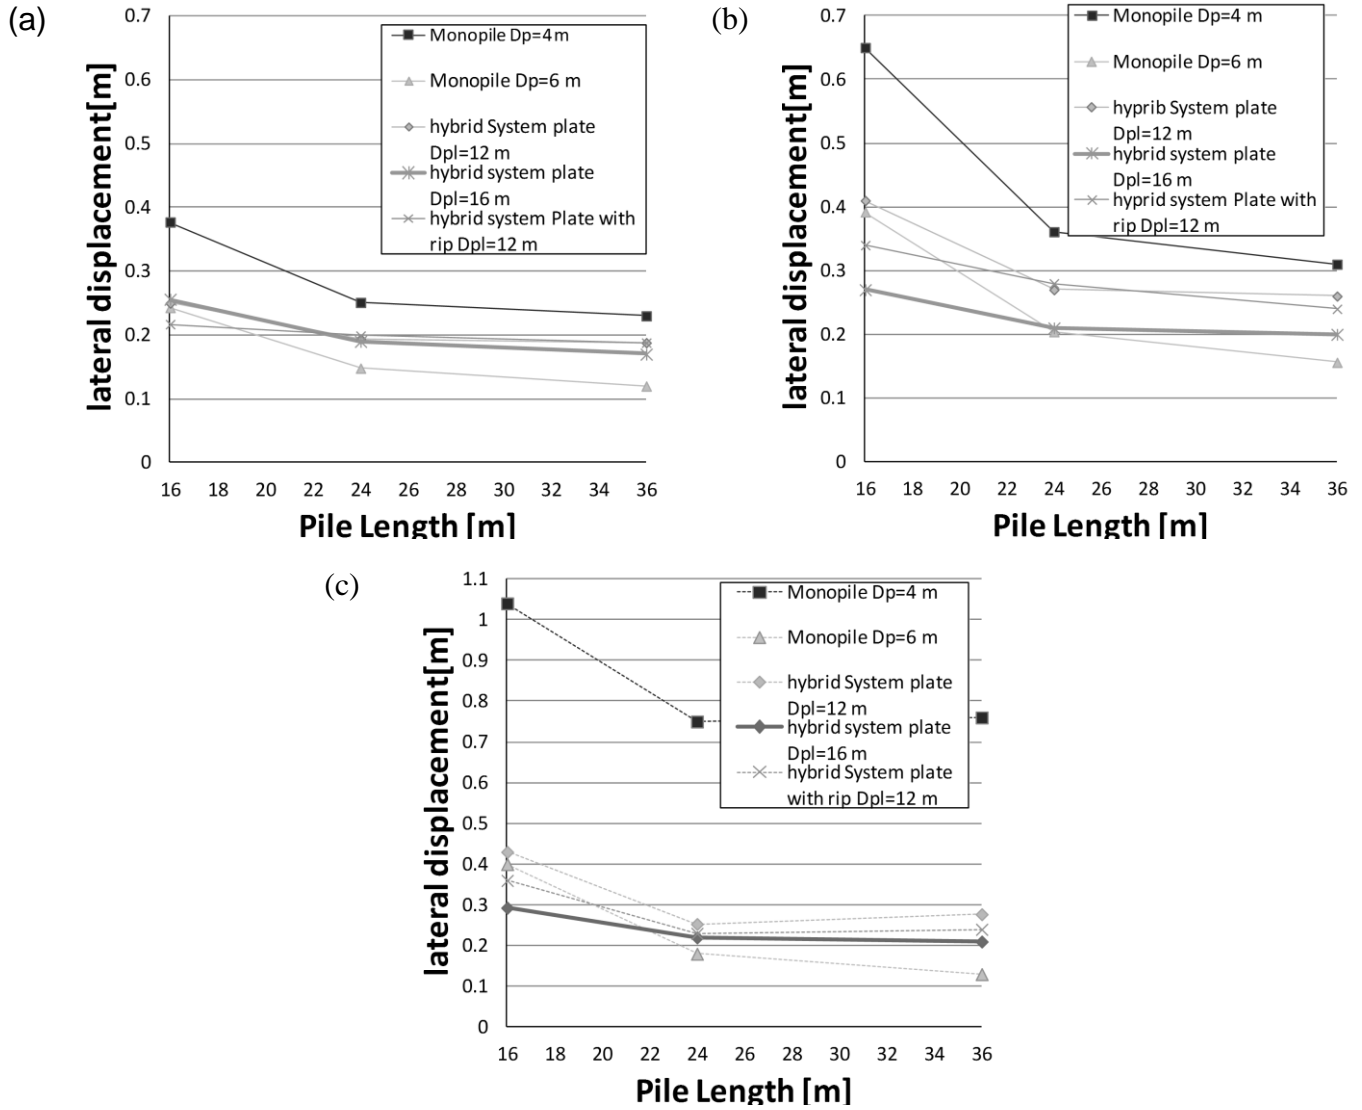 (a)
0.7
0.6
0.5
0.4
0.3
0.2
0.1
0
lateral displacement[m]
Monopile Dp=4 m
Monopile Dp=6 m
hybrid System plate
Dpl=12 m
hybrid system plate
Dpl=16 m
hybrid system Plate with
rip Dpl=12 m
16 18 20 22 24 26 28 30 32 34 36
Pile Length [m]
(b)
0.7
0.6
0.5
0.4
0.3
0.2
0.1
0
lateral displacement[m]
Monopile Dp=4 m
Monopile Dp=6 m
hyprib System plate
Dpl=12 m
hybrid system plate
Dpl=16 m
hyprid system Plate with
rip Dpl=12 m
16 18 20 22 24 26 28 30 32 34 36
Pile Length [m]
(c)
1.1
1
0.9
0.8
0.7
0.6
0.5
0.4
0.3
0.2
0.1
0
lateral displacement[m]
Monopile Dp=4 m
Monopile Dp=6 m
hybrid System plate
Dpl=12 m
hybrid system plate
Dpl=16 m
hybrid System plate
with rip Dpl=12 m
16 18 20 22 24 26 28 30 32 34 36
Pile Length [m]